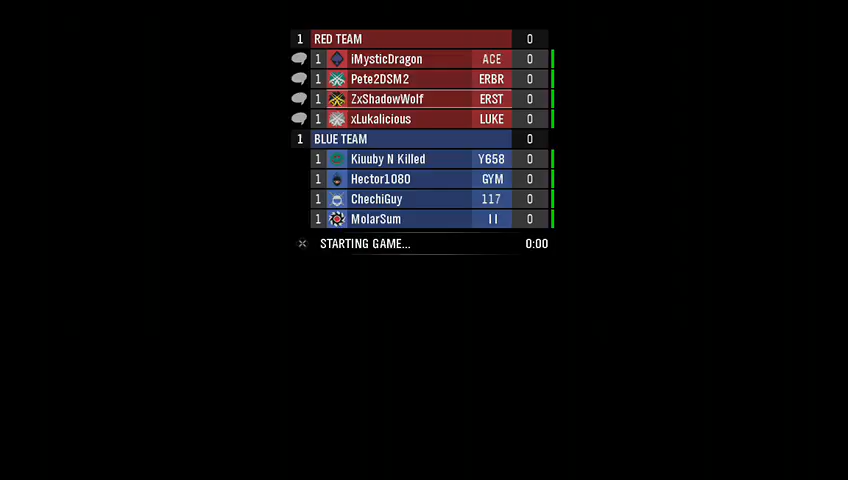 1 RED TEAM 0
1 iMysticDragon ACE 0
1 Pete2DSM2 ERBR 0
1 ZxShadowWolf ERST 0
1 xLukalicious LUKE 0
1 BLUE TEAM 0
1 Kiuuby N Killed Y658 0
1 Hector1080 GYM 0
1 ChechiGuy 117 0
1 MolarSum II 0
STARTING GAME... 0:00